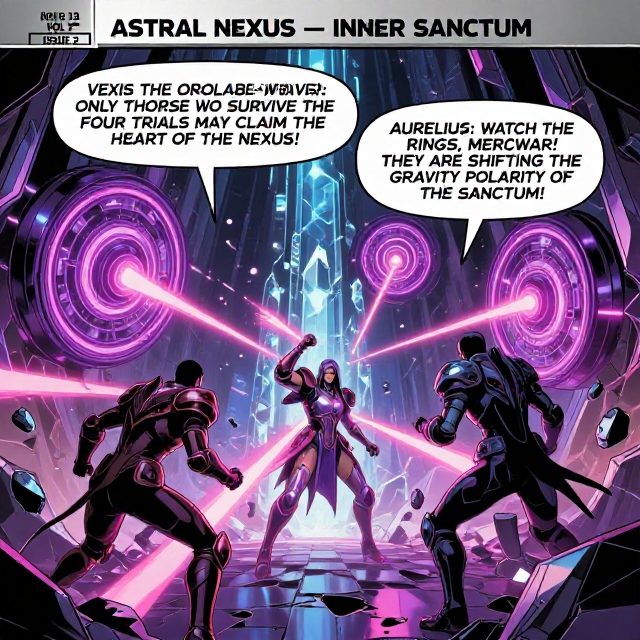 VOL 7
ISSUE 2
ASTRAL NEXUS — INNER SANCTUM
VEXIS THE OROLABE-
ONLY THORSE WO SURVIVE THE
FOUR TRIALS MAY CLAIM THE
HEART OF THE NEXUS!
AURELIUS: WATCH THE
RINGS, MERCWAR!
THEY ARE SHIFTING THE
GRAVITY POLARITY OF
THE SANCTUM!